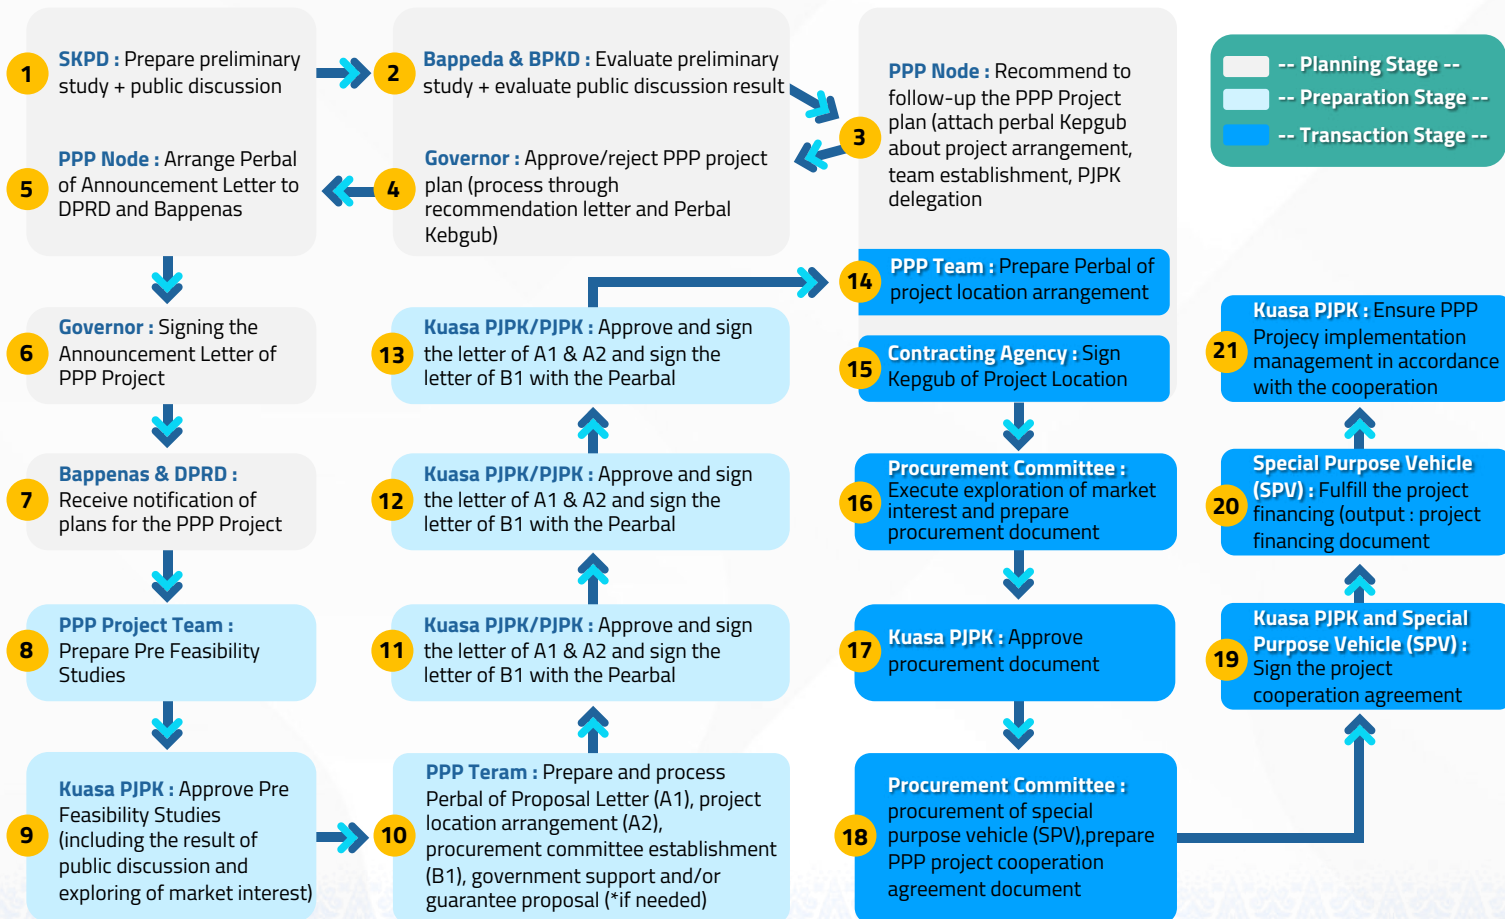 1
SKPD : Prepare preliminary
study + public discussion
2
Bappeda & BPKD : Evaluate preliminary
study + evaluate public discussion result
3
PPP Node : Recommend to
follow-up the PPP Project
plan (attach perbal Kepgub
about project arrangement,
team establishment, PJPK
delegation
4
Governor : Approve/reject PPP project
plan (process through
recommendation letter and Perbal
Kebgub)
5
PPP Node : Arrange Perbal
of Announcement Letter to
DPRD and Bappenas
6
Governor : Signing the
Announcement Letter of
PPP Project
7
Bappenas & DPRD :
Receive notification of
plans for the PPP Project
8
PPP Project Team :
Prepare Pre Feasibility
Studies
9
Kuasa PJPK : Approve Pre
Feasibility Studies
(including the result of
public discussion and
exploring of market interest)
10
PPP Teram : Prepare and process
Perbal of Proposal Letter (A1), project
location arrangement (A2),
procurement committee establishment
(B1), government support and/or
guarantee proposal (*if needed)
11
Kuasa PJPK/PJPK : Approve and sign
the letter of A1 & A2 and sign the
letter of B1 with the Pearbal
12
Kuasa PJPK/PJPK : Approve and sign
the letter of A1 & A2 and sign the
letter of B1 with the Pearbal
13
Kuasa PJPK/PJPK : Approve and sign
the letter of A1 & A2 and sign the
letter of B1 with the Pearbal
14
PPP Team : Prepare Perbal of
project location arrangement
15
Contracting Agency : Sign
Kepgub of Project Location
16
Procurement Committee :
Execute exploration of market
interest and prepare
procurement document
17
Kuasa PJPK : Approve
procurement document
18
Procurement Committee :
procurement of special
purpose vehicle (SPV),prepare
PPP project cooperation
agreement document
19
Kuasa PJPK and Special
Purpose Vehicle (SPV) :
Sign the project
cooperation agreement
20
Special Purpose Vehicle
(SPV) : Fulfill the project
financing (output : project
financing document
21
Kuasa PJPK : Ensure PPP
Projecy implementation
management in accordance
with the cooperation
-- Planning Stage --
-- Preparation Stage --
-- Transaction Stage --